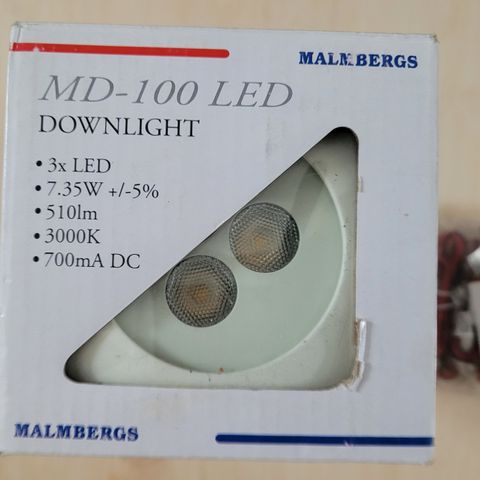 MALMBERGS
MD-100 LED
DOWNLIGHT
• 3x LED
• 7.35W +/-5%
• 510lm
• 3000K
• 700mA DC
MALMBERGS